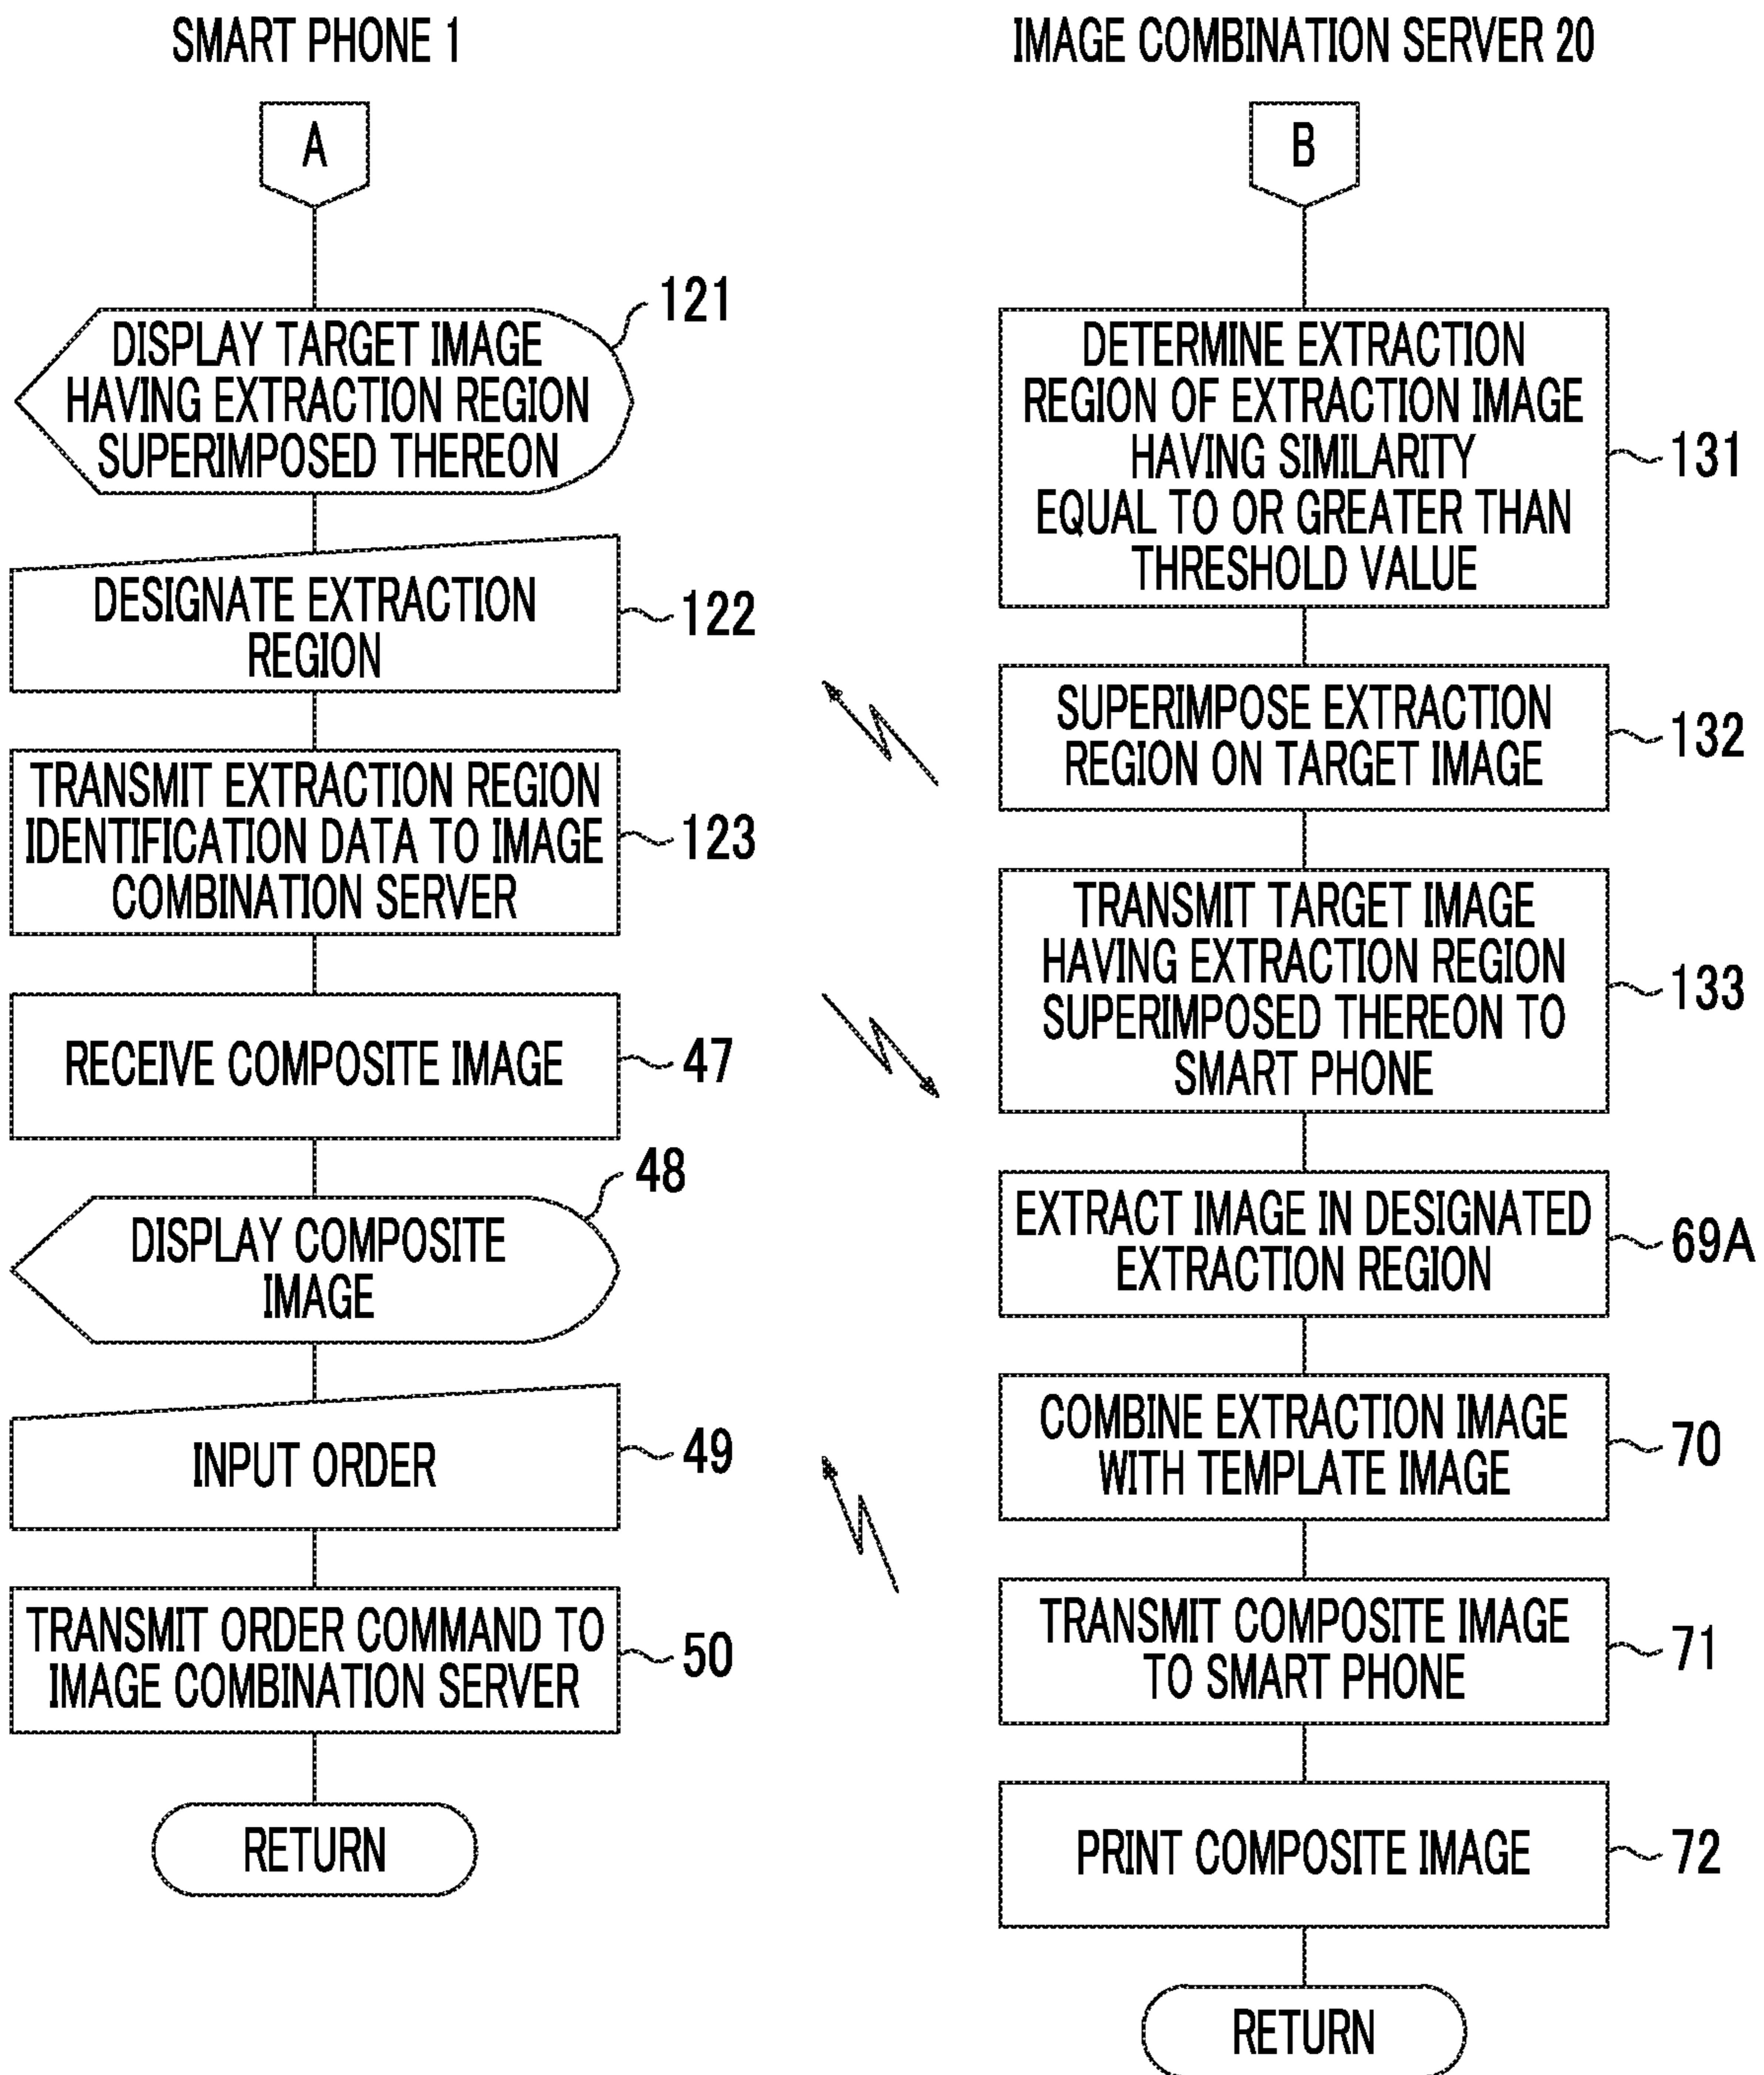 SMART PHONE 1
A
DISPLAY TARGET IMAGE
HAVING EXTRACTION REGION
SUPERIMPOSED THEREON
121
DESIGNATE EXTRACTION
REGION
122
TRANSMIT EXTRACTION REGION
IDENTIFICATION DATA TO IMAGE
COMBINATION SERVER
123
RECEIVE COMPOSITE IMAGE
47
DISPLAY COMPOSITE
IMAGE
48
INPUT ORDER
49
TRANSMIT ORDER COMMAND TO
IMAGE COMBINATION SERVER
50
RETURN
IMAGE COMBINATION SERVER 20
B
DETERMINE EXTRACTION
REGION OF EXTRACTION IMAGE
HAVING SIMILARITY
EQUAL TO OR GREATER THAN
THRESHOLD VALUE
131
SUPERIMPOSE EXTRACTION
REGION ON TARGET IMAGE
132
TRANSMIT TARGET IMAGE
HAVING EXTRACTION REGION
SUPERIMPOSED THEREON TO
SMART PHONE
133
EXTRACT IMAGE IN DESIGNATED
EXTRACTION REGION
69A
COMBINE EXTRACTION IMAGE
WITH TEMPLATE IMAGE
70
TRANSMIT COMPOSITE IMAGE
TO SMART PHONE
71
PRINT COMPOSITE IMAGE
72
RETURN